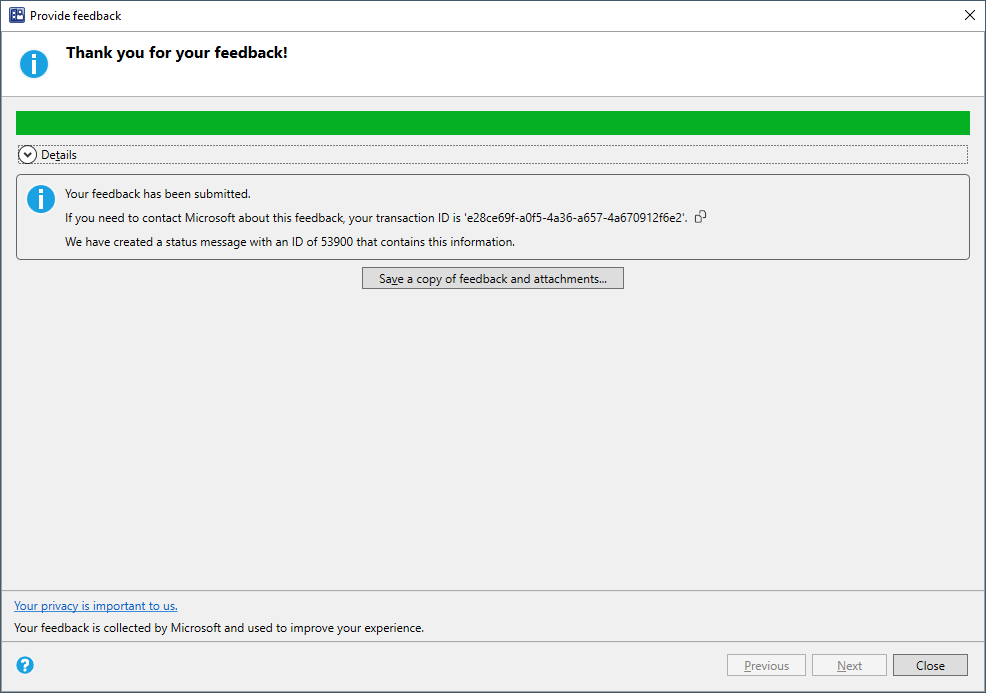 Provide feedback
Thank you for your feedback!
Details
Your feedback has been submitted.
If you need to contact Microsoft about this feedback, your transaction ID is 'e28ce69f-a0f5-4a36-a657-4a670912f6e2'.
We have created a status message with an ID of 53900 that contains this information.
Save a copy of feedback and attachments...
Your privacy is important to us.
Your feedback is collected by Microsoft and used to improve your experience.
Previous Next Close